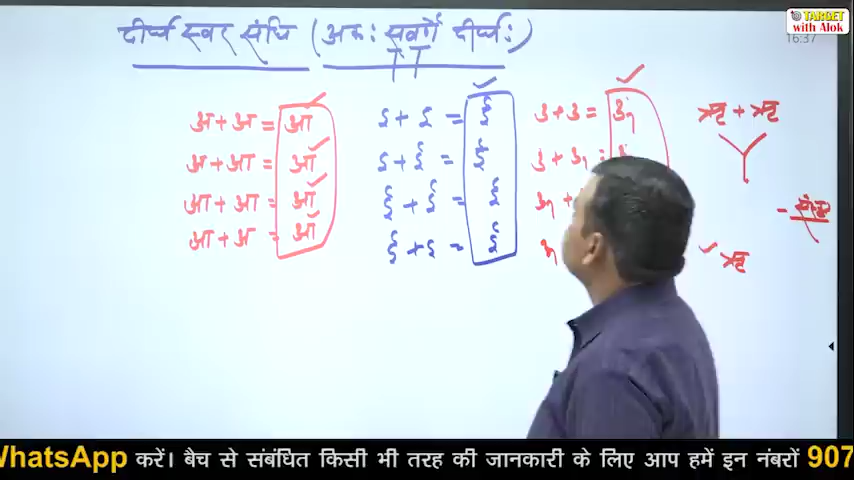 TARGET
with Alok
16:37
दीर्घ स्वर संधि (अकः सवर्णे दीर्घः)
अ + अ = आ
अ + आ = आ
आ + आ = आ
आ + अ = आ
इ + इ = ई
इ + ई = ई
ई + ई = ई
ई + इ = ई
उ + उ = ऊ
उ + ऊ =
ऊ +
ऊ
ऋ + ऋ
ऋ
WhatsApp करें। बैच से संबंधित किसी भी तरह की जानकारी के लिए आप हमें इन नंबरों 907